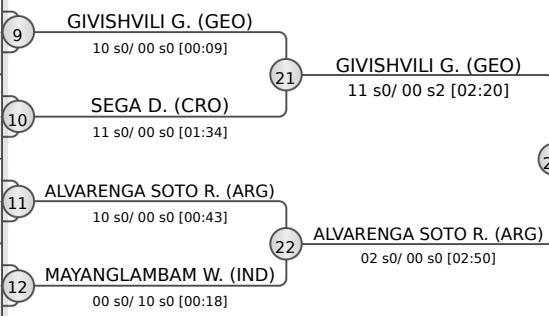 9
GIVISHVILI G. (GEO)
10 s0/ 00 s0 [00:09]
21
GIVISHVILI G. (GEO)
11 s0/ 00 s2 [02:20]
10
SEGA D. (CRO)
11 s0/ 00 s0 [01:34]
11
ALVARENGA SOTO R. (ARG)
10 s0/ 00 s0 [00:43]
22
ALVARENGA SOTO R. (ARG)
02 s0/ 00 s0 [02:50]
12
MAYANGLAMBAM W. (IND)
00 s0/ 10 s0 [00:18]